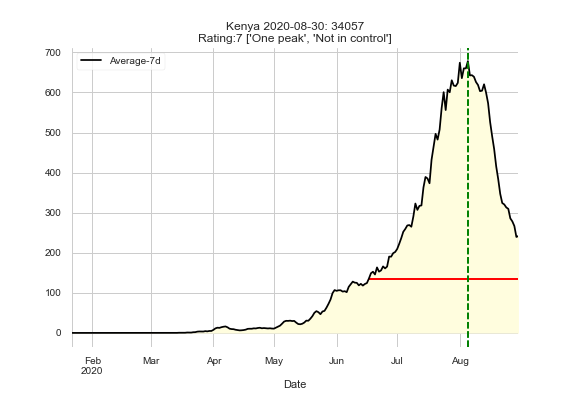 Kenya 2020-08-30: 34057
Rating:7 ['One peak', 'Not in control']
700
Average-7d
600
500
400
300
200
100
0
Feb Mar Apr May Jun Jul Aug
2020
Date